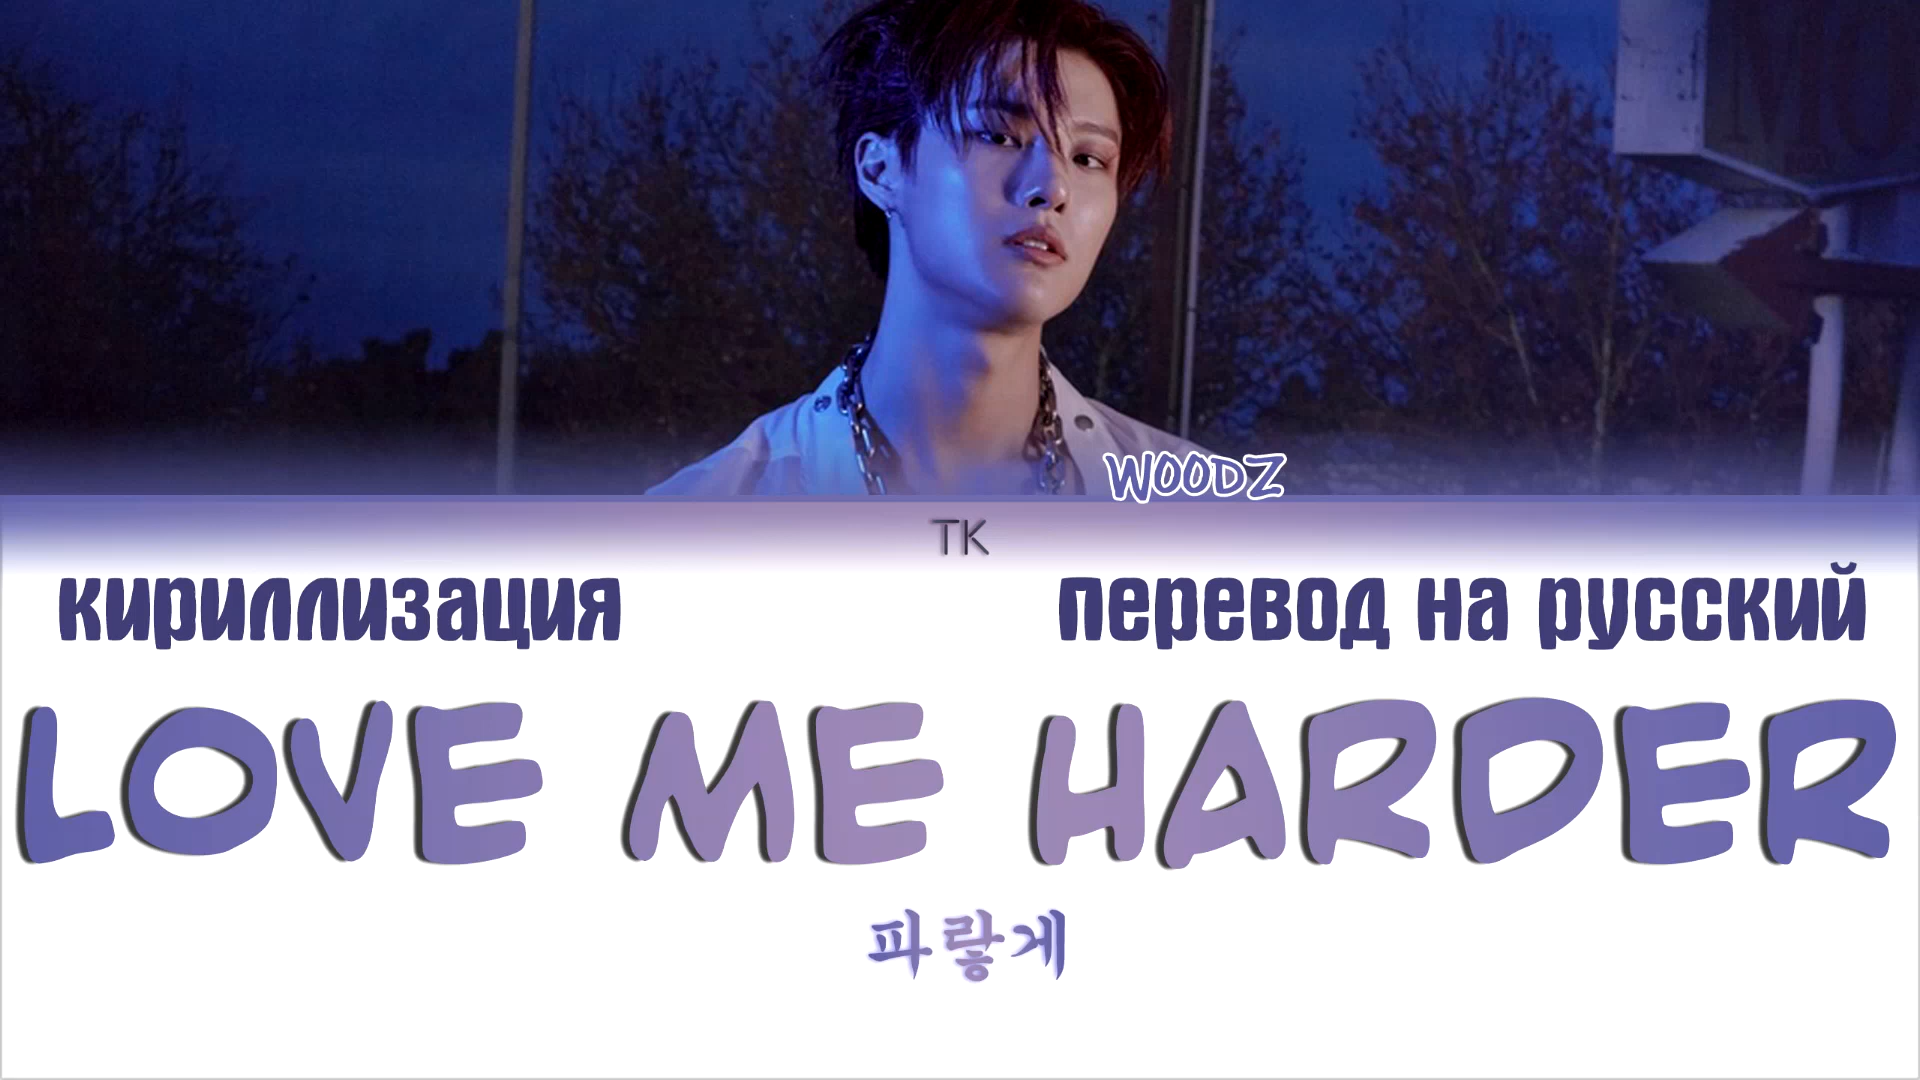 WOODZ
TK
кириллизация перевод на русский
LOVE ME HARDER
파랗게